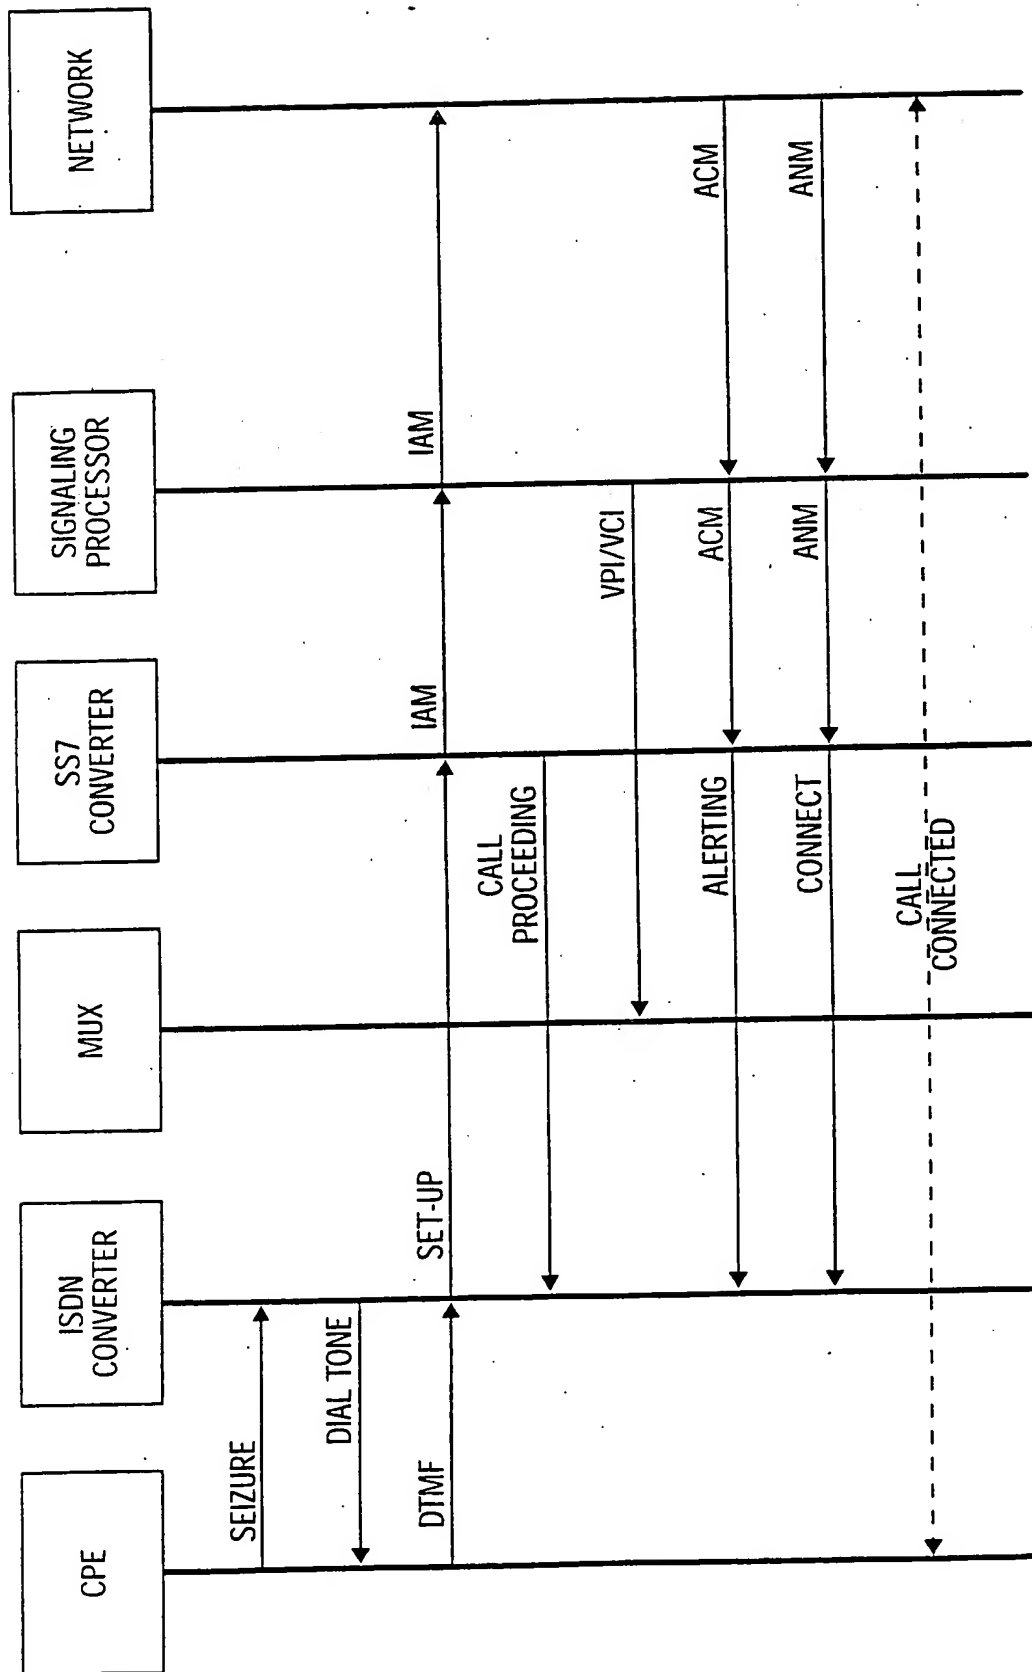 CPE
ISDN
CONVERTER
MUX
SS7
CONVERTER
SIGNALING
PROCESSOR
NETWORK
SEIZURE
DIAL TONE
DTMF
SET-UP
IAM
IAM
CALL
PROCEEDING
VPI/VCI
ALERTING
ACM
ACM
CONNECT
ANM
ANM
CALL
CONNECTED